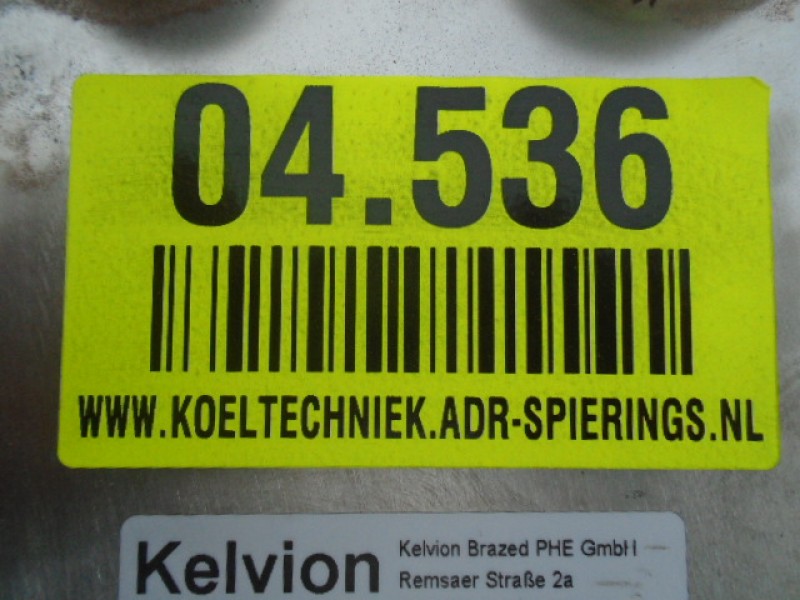 04.536
WWW.KOELTECHNIEK.ADR-SPIERINGS.NL
Kelvion
Kelvion Brazed PHE GmbH
Remsaer Straße 2a